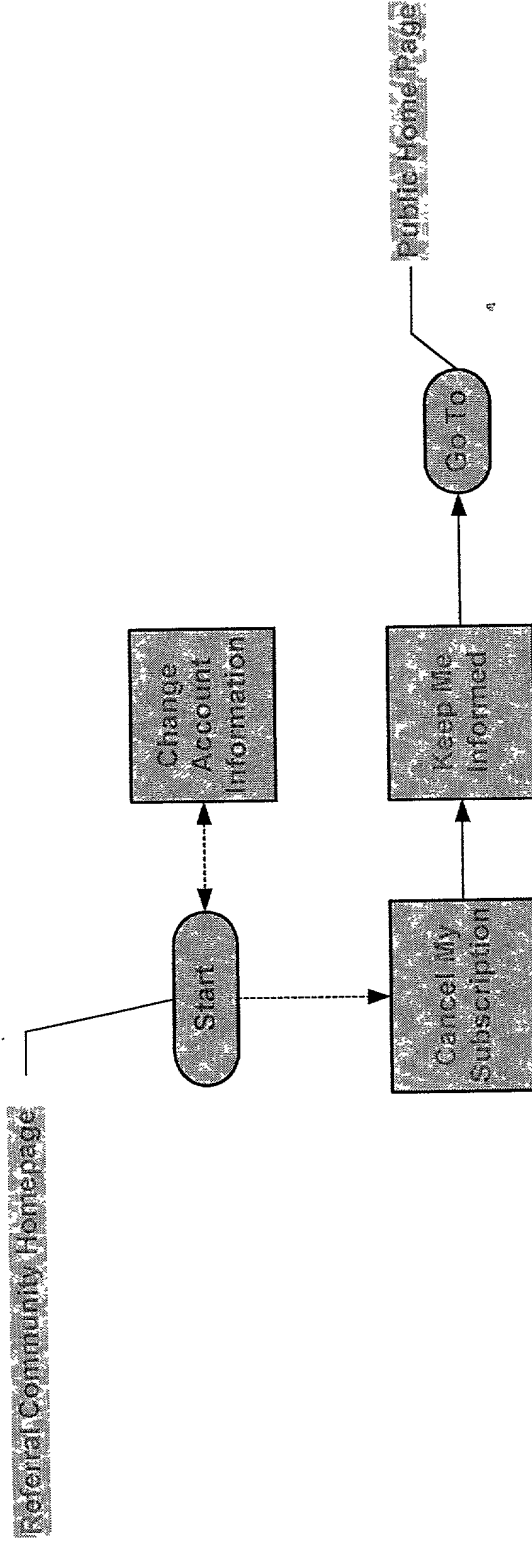 Referral Community Homepage
Start
Change
Account
Information
Cancel My
Subscription
Keep Me
Informed
Go To
Public Home Page